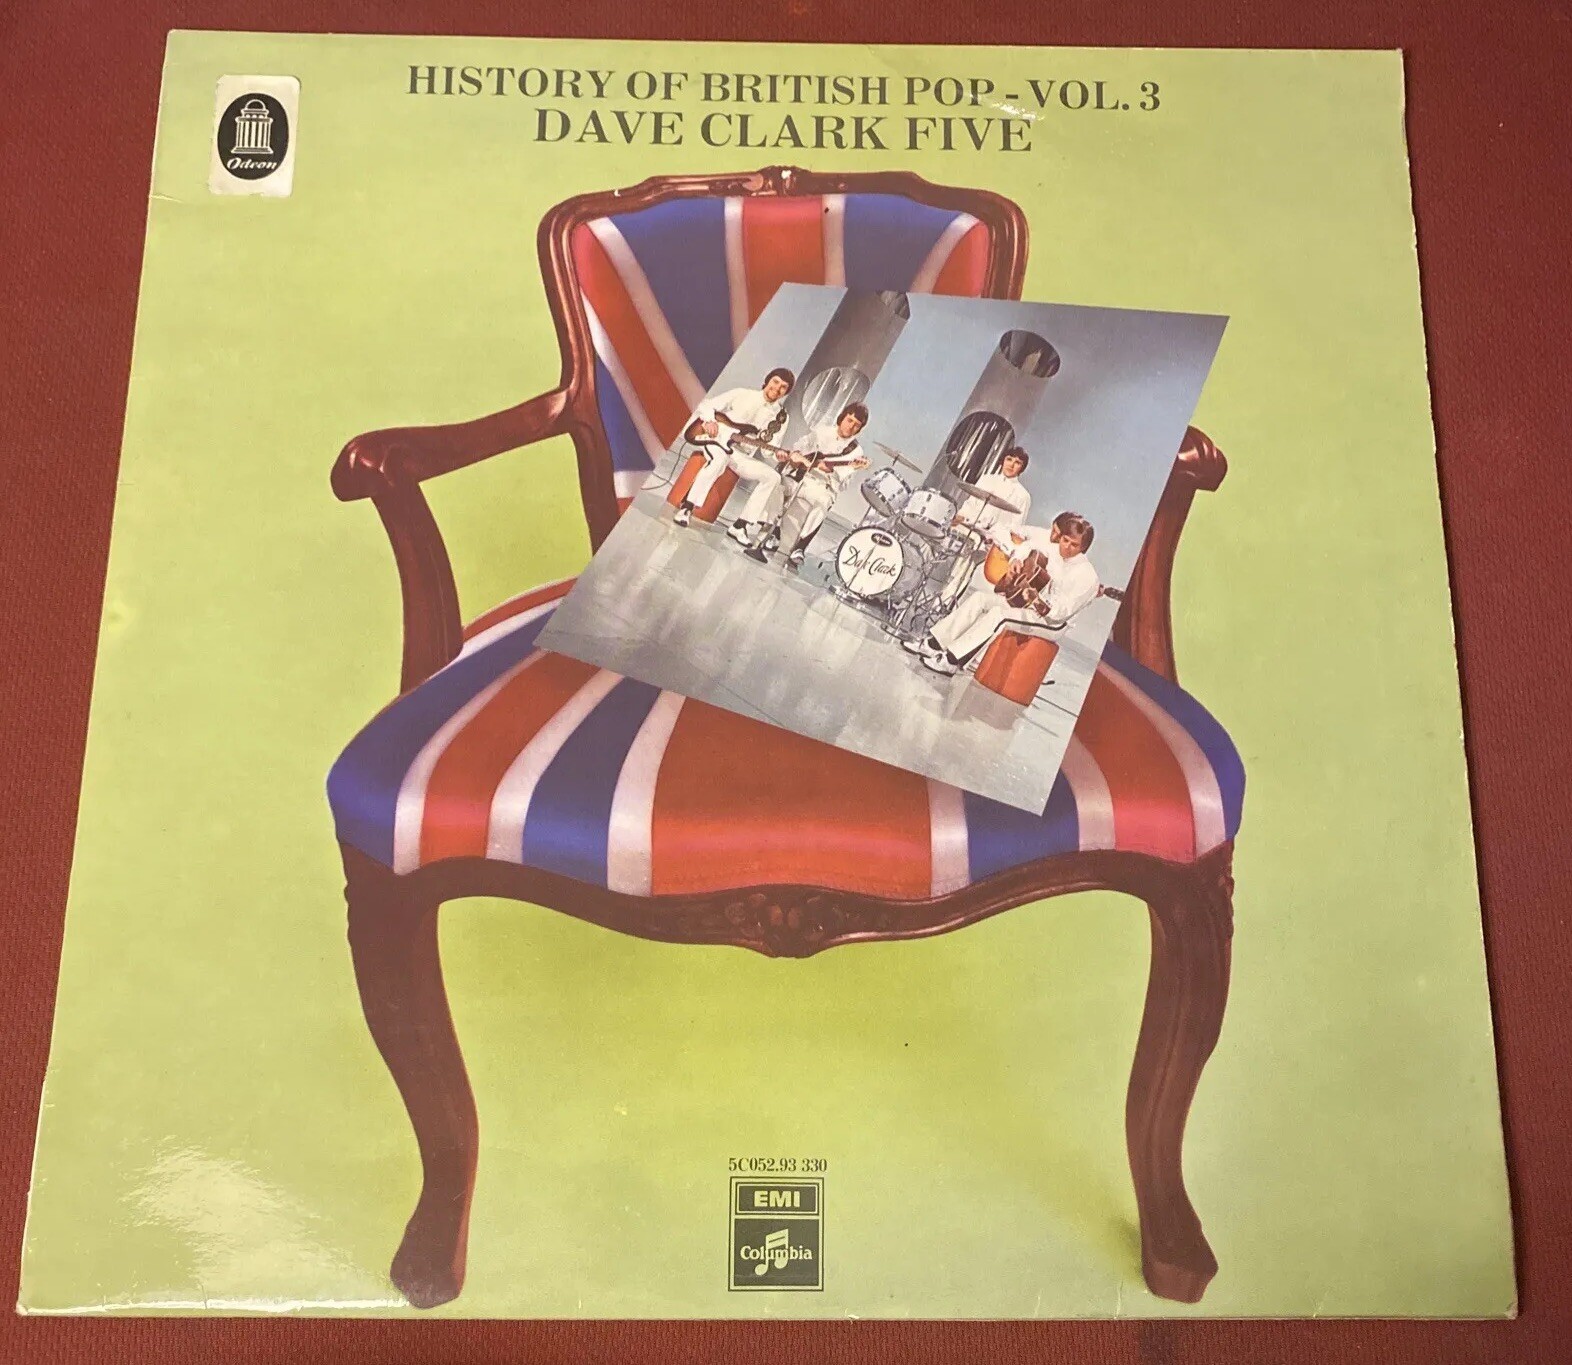 HISTORY OF BRITISH POP - VOL. 3
DAVE CLARK FIVE
Odeon
Dave Clark
5C052.93 330
EMI
Columbia